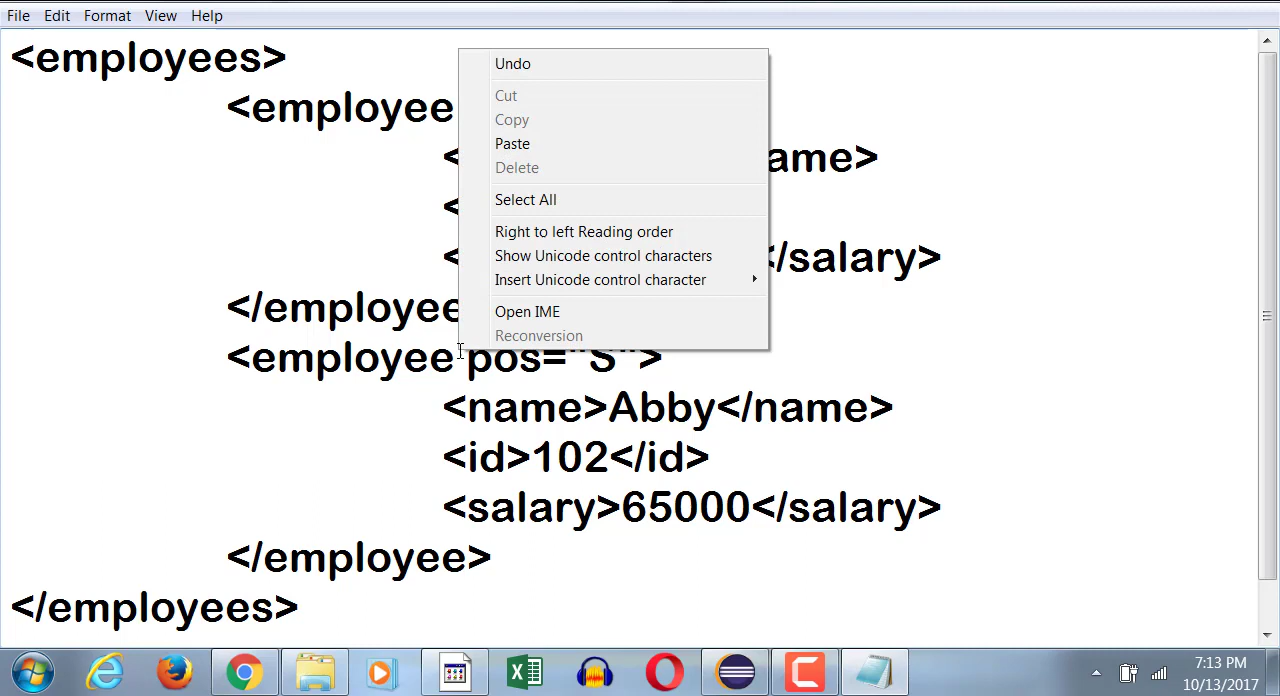 File Edit Format View Help
<employees>
<employee
Undo
Cut
Copy
Paste
Delete
Select All
Right to left Reading order
Show Unicode control characters
Insert Unicode control character
Open IME
Reconversion
<
ame>
<
<
</salary>
</employee
<employee pos="S">
<name>Abby</name>
<id>102</id>
<salary>65000</salary>
</employee>
</employees>
7:13 PM
10/13/2017